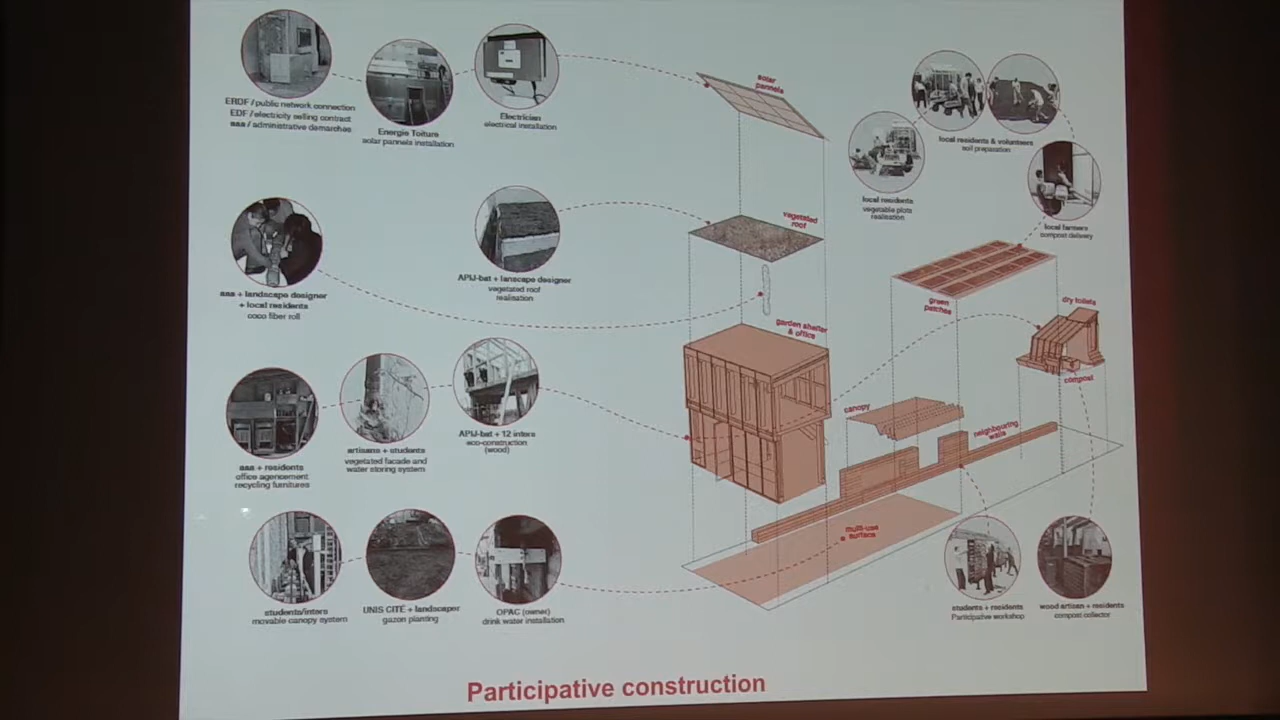 ERDF / public network connection
EDF / electricity selling contract
aaa / administrative demarches
Energie Toiture
solar pannels installation
Electrician
electrical installation
solar
pannels
local residents & volunteers
soil preparation
local residents
vegetable plots
realisation
local farmers
compost delivery
aaa + landscape designer
+ local residents
coco fiber roll
APIJ-bat + lanscape designer
vegetated roof
realisation
vegetated
roof
garden shelter
& office
green
patches
dry toilets
compost
canopy
neighbouring
walls
multi-use
surface
aaa + residents
office agencement
recycling furnitures
artisans + students
vegetated facade and
water storing system
APIJ-bat + 12 inters
eco-construction
(wood)
students/inters
movable canopy system
UNIS CITÉ + landscaper
gazon planting
OPAC (owner)
drink water installation
students + residents
Participative workshop
wood artisan + residents
compost collector
Participative construction